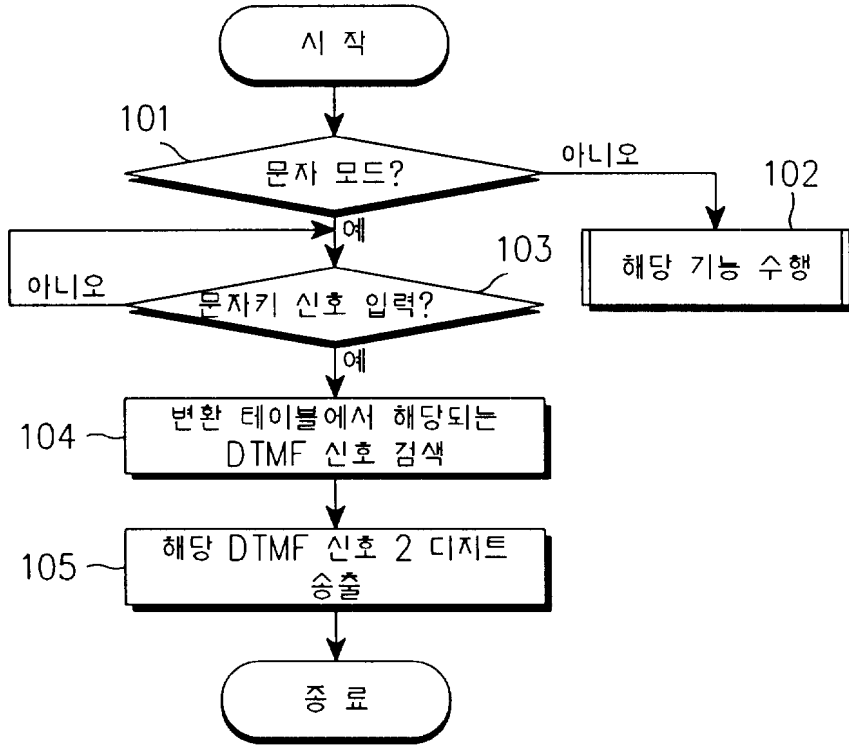 시 작
101
문자 모드?
아니오
102
해당 기능 수행
예
103
아니오
문자키 신호 입력?
예
104
변환 테이블에서 해당되는
DTMF 신호 검색
105
해당 DTMF 신호 2 디지트
송출
종 료